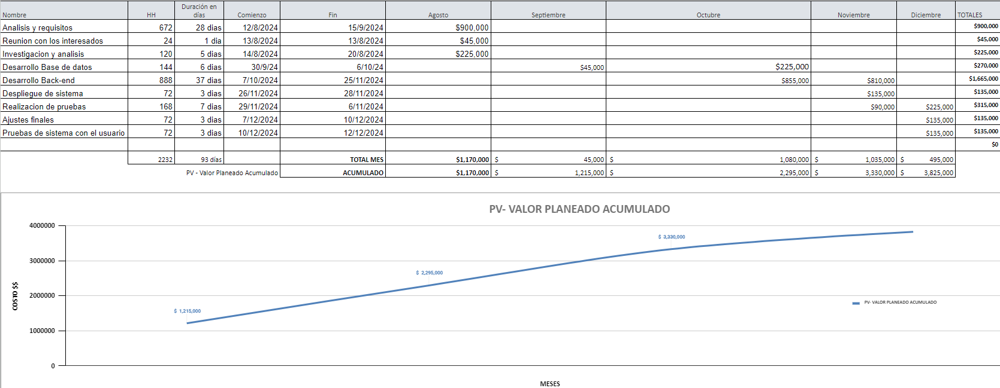 Nombre HH Duración en días Comienzo Fin Agosto Septiembre Octubre Noviembre Diciembre TOTALES
Analisis y requisitos 672 28 dias 12/8/2024 15/9/2024 $900,000 $900,000
Reunion con los interesados 24 1 dia 13/8/2024 13/8/2024 $45,000 $45,000
Investigacion y analisis 120 5 dias 14/8/2024 20/8/2024 $225,000 $225,000
Desarrollo Base de datos 144 6 dias 30/9/24 6/10/24 $45,000 $225,000 $270,000
Desarrollo Back-end 888 37 dias 7/10/2024 25/11/2024 $855,000 $810,000 $1,665,000
Despliegue de sistema 72 3 dias 26/11/2024 28/11/2024 $135,000 $135,000
Realizacion de pruebas 168 7 dias 29/11/2024 6/11/2024 $90,000 $225,000 $315,000
Ajustes finales 72 3 dias 7/12/2024 10/12/2024 $135,000 $135,000
Pruebas de sistema con el usuario 72 3 dias 10/12/2024 12/12/2024 $135,000 $135,000
$0
2232 93 días TOTAL MES $1,170,000 $ 45,000 $ 1,080,000 $ 1,035,000 $ 495,000
PV - Valor Planeado Acumulado ACUMULADO $1,170,000 $ 1,215,000 $ 2,295,000 $ 3,330,000 $ 3,825,000
PV- VALOR PLANEADO ACUMULADO
4000000
$ 3,330,000
3000000
$ 2,295,000
2000000
COSTO $$
PV- VALOR PLANEADO ACUMULADO
$ 1,215,000
1000000
0
MESES